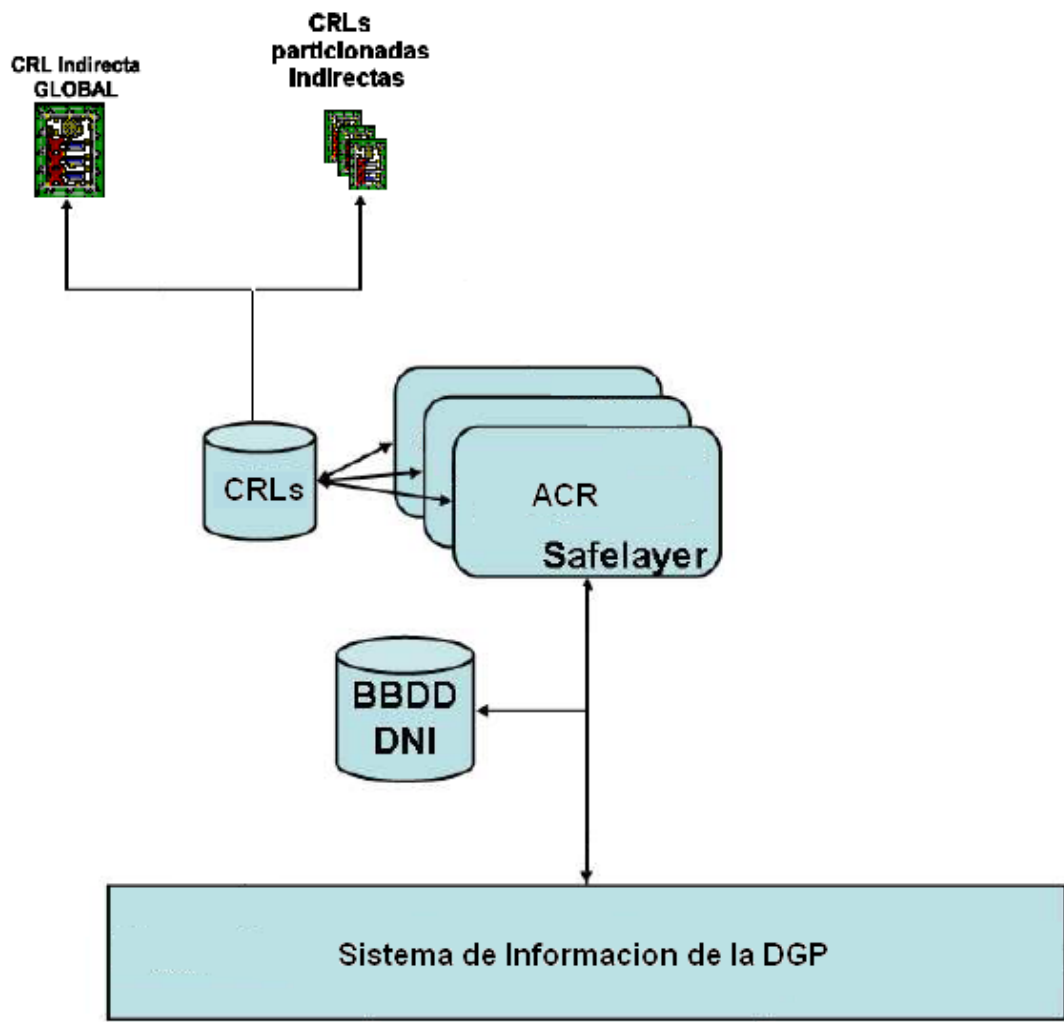 CRL Indirecta
GLOBAL
CRLs
particionadas
Indirectas
CRLs
ACR
Safelayer
BBDD
DNI
Sistema de Informacion de la DGP